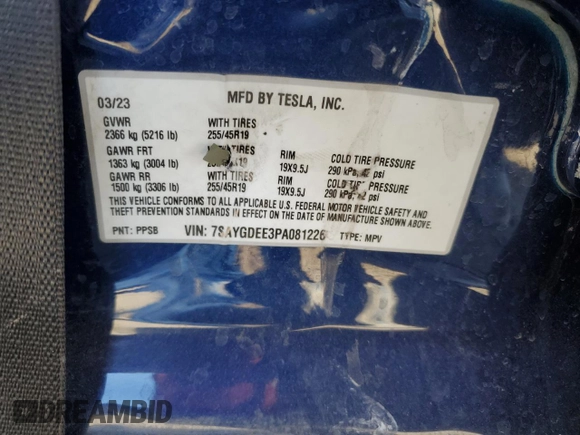 03/23 MFD BY TESLA, INC.
GVWR WITH TIRES
2366 kg (5216 lb) 255/45R19
GAWR FRT TIRES RIM COLD TIRE PRESSURE
1363 kg (3004 lb) 19X9.5J 290 kPa, psi
GAWR RR WITH TIRES RIM COLD TIRE PRESSURE
1500 kg (3306 lb) 255/45R19 19X9.5J 290 kPa, psi
THIS VEHICLE CONFORMS TO ALL APPLICABLE U.S. FEDERAL MOTOR VEHICLE SAFETY AND
THEFT PREVENTION STANDARDS IN EFFECT ON THE DATE OF MANUFACTURE SHOWN ABOVE.
PNT: PPSB VIN: 7SAYGDEE3PA081226 TYPE: MPV
DREAMBID